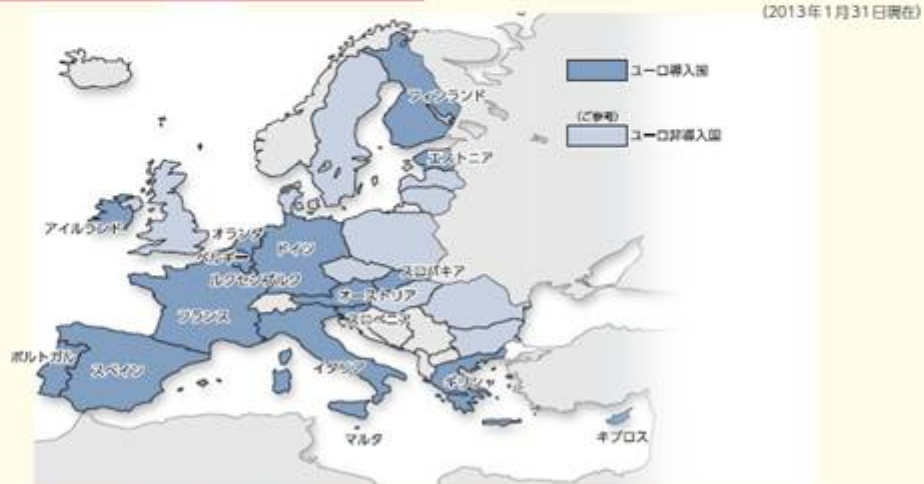 (2013年1月31日現在)
ユーロ導入国
(ご参考)
ユーロ非導入国
フィンランド
エストニア
アイルランド
オランダ
ベルギー
ドイツ
ルクセンブルク
スロバキア
オーストリア
フランス
スロベニア
ポルトガル
スペイン
イタリア
ギリシャ
マルタ
キプロス